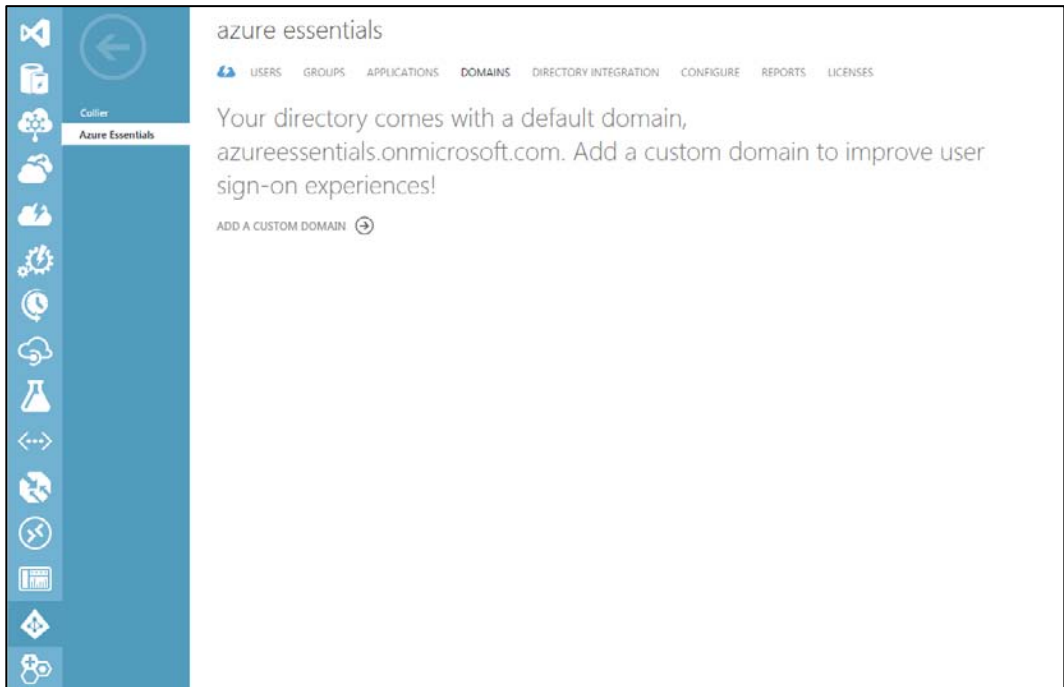 azure essentials
USERS GROUPS APPLICATIONS DOMAINS DIRECTORY INTEGRATION CONFIGURE REPORTS LICENSES
Collier
Azure Essentials
Your directory comes with a default domain,
azureessentials.onmicrosoft.com. Add a custom domain to improve user
sign-on experiences!
ADD A CUSTOM DOMAIN